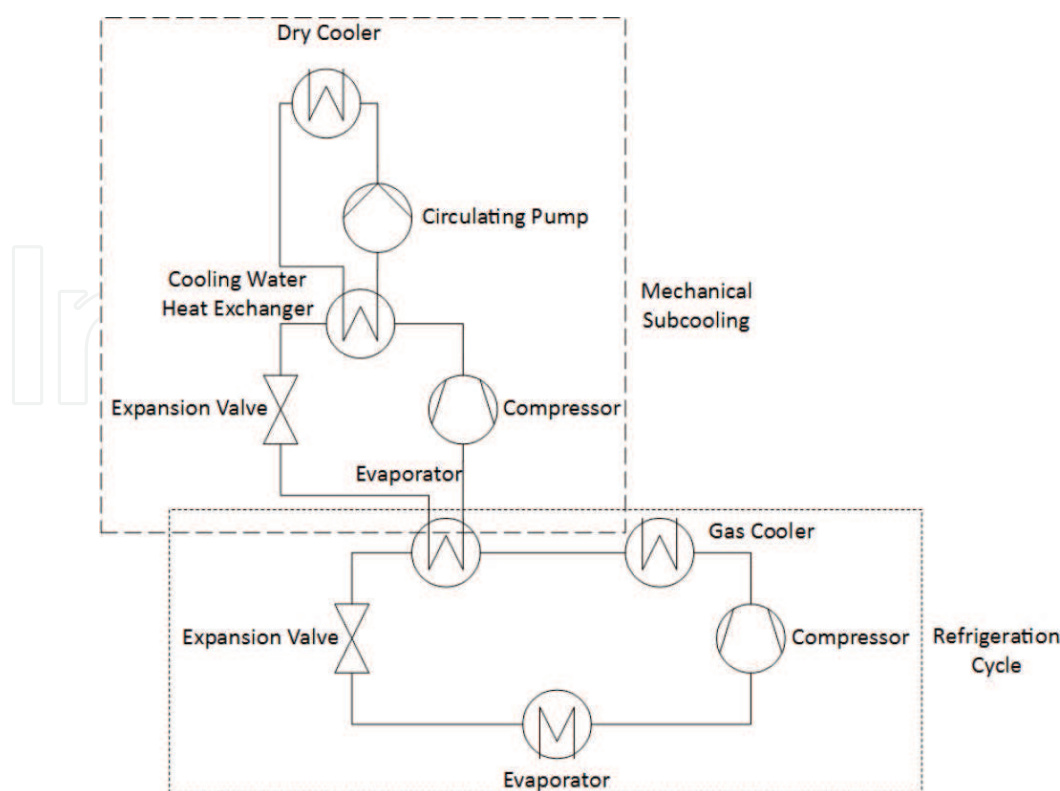 Dry Cooler
Circulating Pump
Cooling Water
Heat Exchanger
Mechanical
Subcooling
Expansion Valve
Compressor
Evaporator
Gas Cooler
Expansion Valve
Compressor
Refrigeration
Cycle
Evaporator